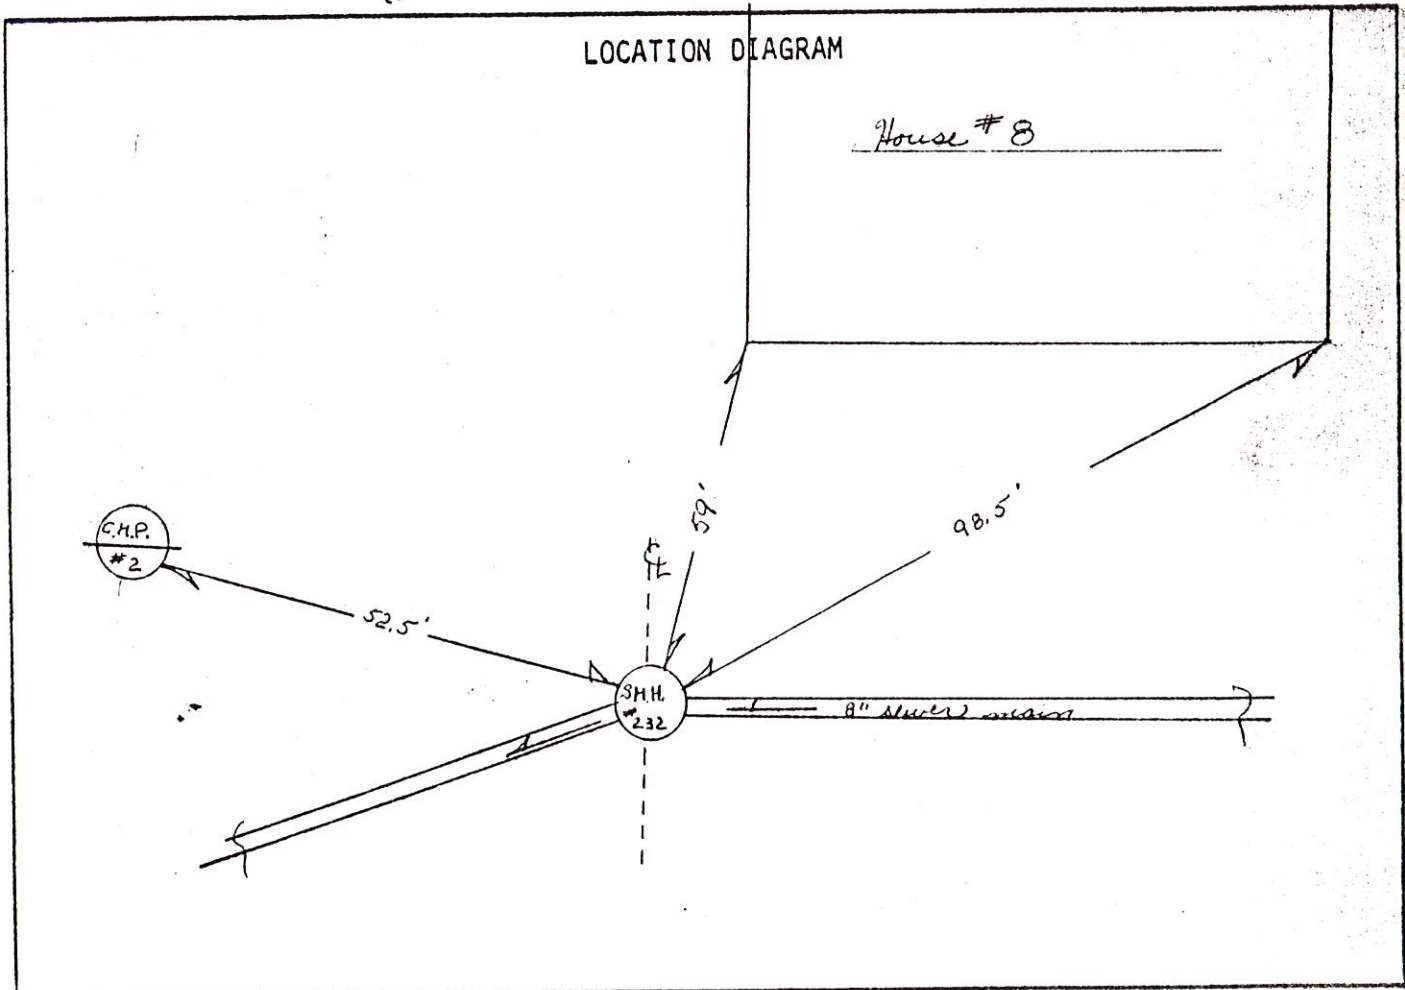 LOCATION DIAGRAM
House # 8
59'
98.5'
C.M.P.
#2
52.5'
℄
S.M.H.
#232
8" sewer main